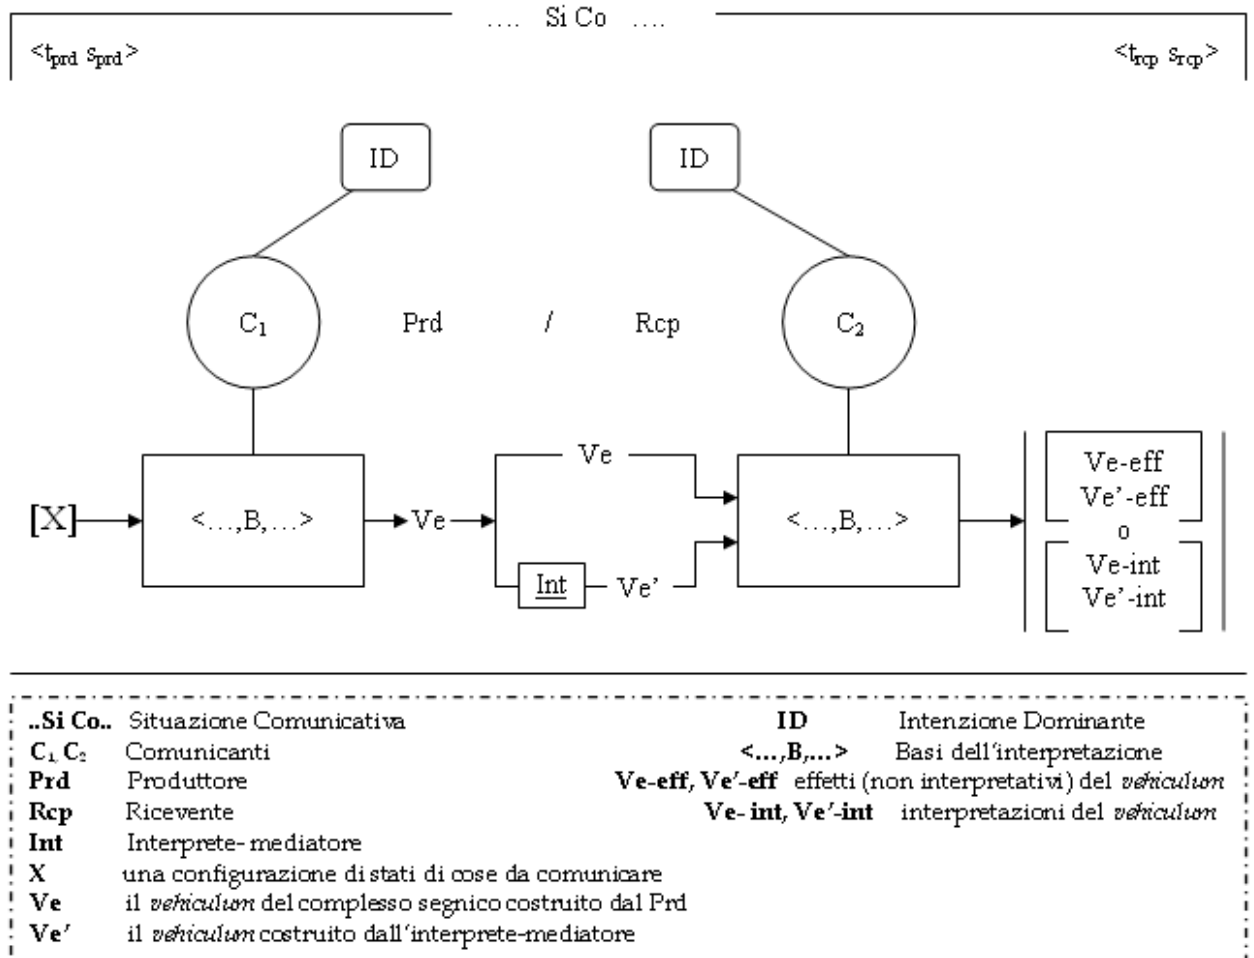 .... Si Co ....
<t_prd s_prd> <t_rcp s_rcp>
ID ID
C₁ Prd / Rcp C₂
Ve
[X] <...,B,...> Ve <...,B,...>
Int Ve'
Ve-eff
Ve'-eff
o
Ve-int
Ve'-int
..Si Co.. Situazione Comunicativa
C₁, C₂ Comunicanti
Prd Produttore
Rcp Ricevente
Int Interprete-mediatore
X una configurazione di stati di cose da comunicare
Ve il vehiculum del complesso segnico costruito dal Prd
Ve' il vehiculum costruito dall'interprete-mediatore
ID Intenzione Dominante
<...,B,...> Basi dell'interpretazione
Ve-eff, Ve'-eff effetti (non interpretativi) del vehiculum
Ve-int, Ve'-int interpretazioni del vehiculum